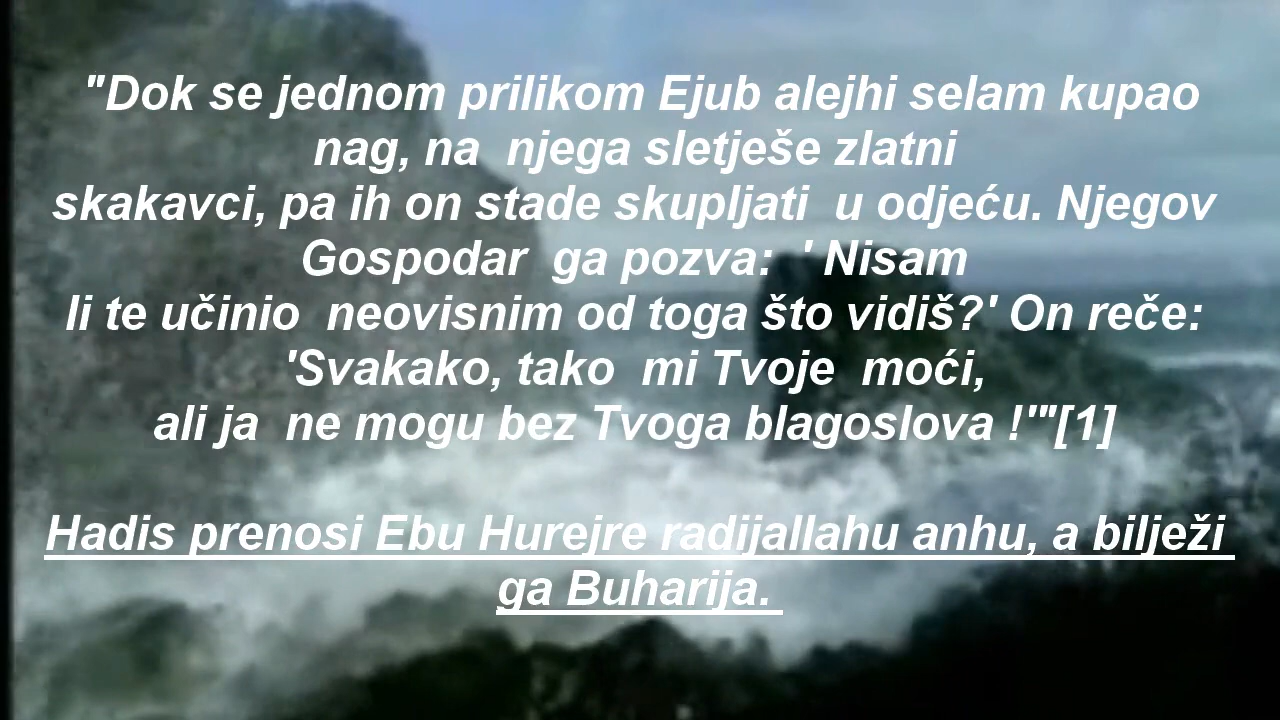 "Dok se jednom prilikom Ejub alejhi selam kupao
nag, na njega sletješe zlatni
skakavci, pa ih on stade skupljati u odjeću. Njegov
Gospodar ga pozva: ' Nisam
li te učinio neovisnim od toga što vidiš?' On reče:
'Svakako, tako mi Tvoje moći,
ali ja ne mogu bez Tvoga blagoslova !'"[1]
Hadis prenosi Ebu Hurejre radijallahu anhu, a bilježi
ga Buharija.